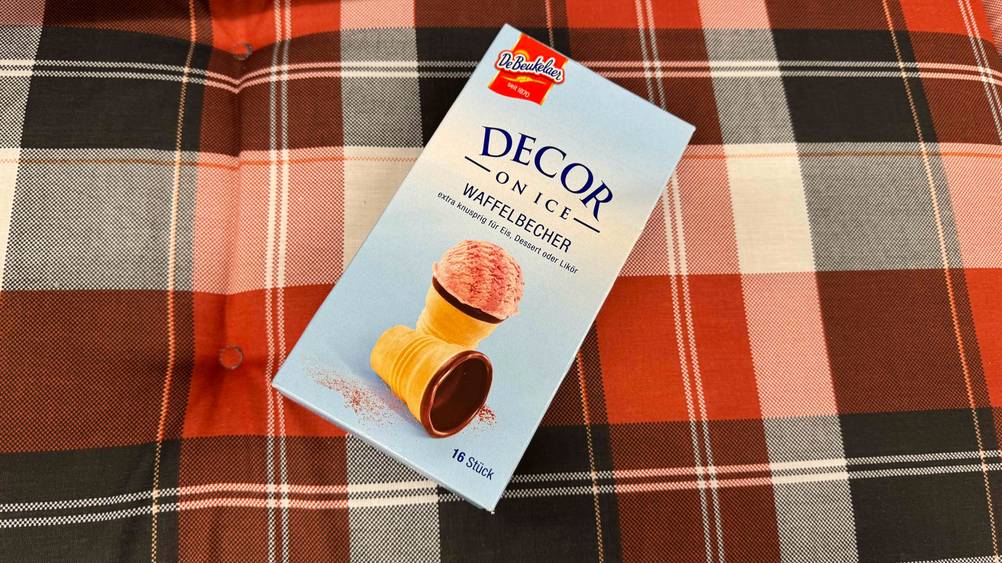 DeBeukelaer
seit 1870
DECOR
ON ICE
WAFFELBECHER
extra knusprig für Eis, Dessert oder Likör
16 Stück